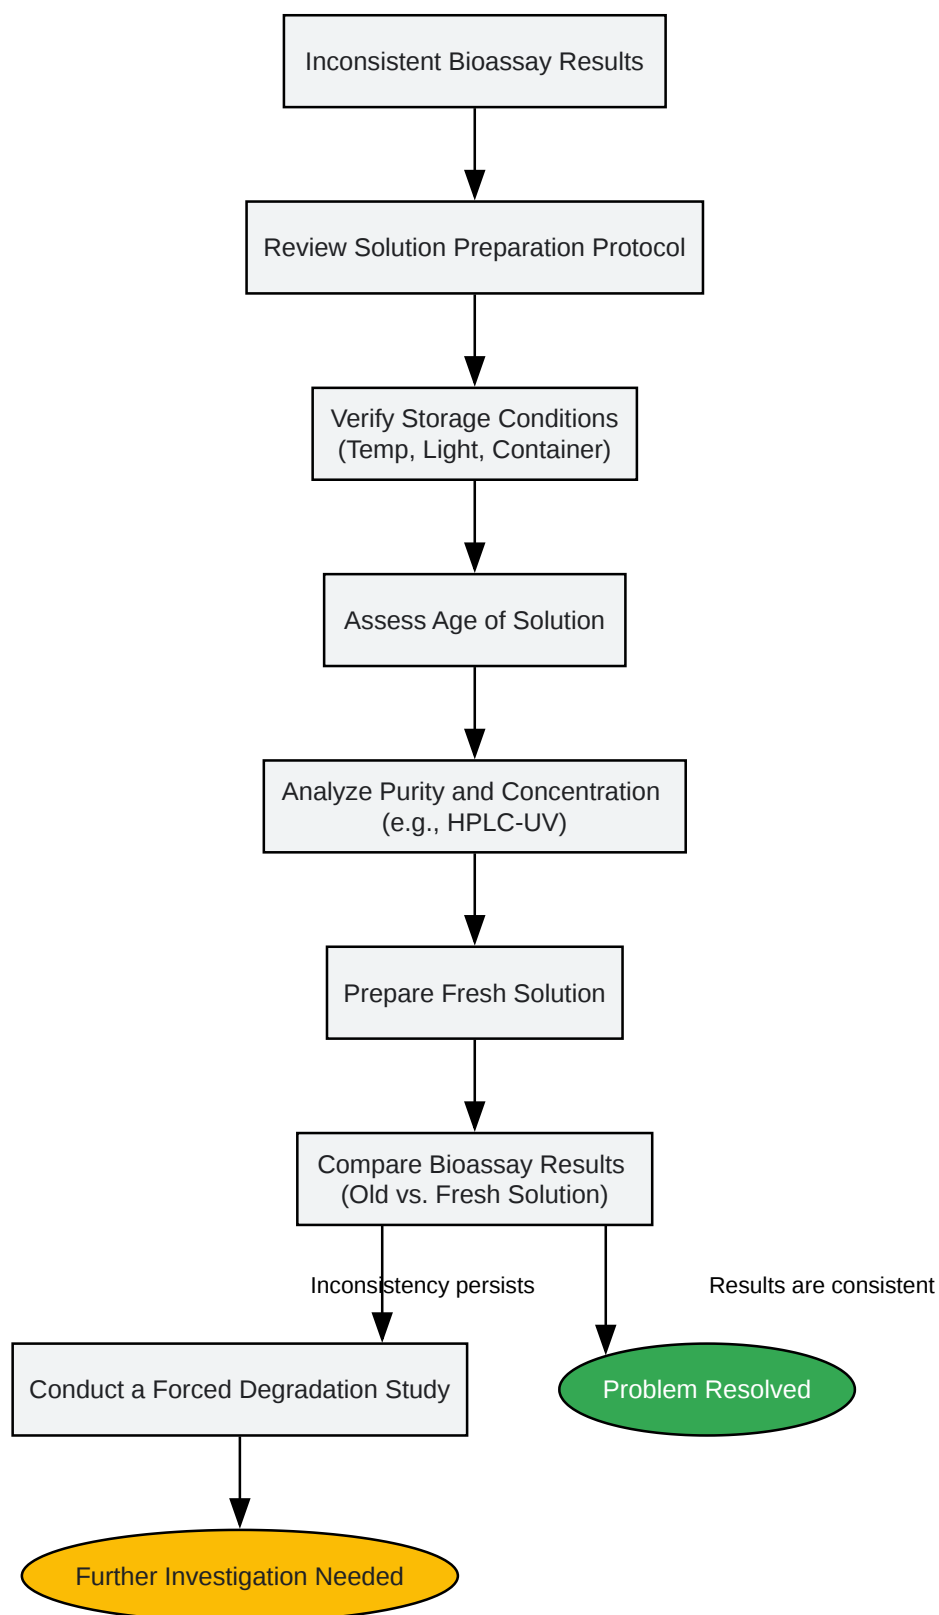 Inconsistent Bioassay Results
Review Solution Preparation Protocol
Verify Storage Conditions
(Temp, Light, Container)
Assess Age of Solution
Analyze Purity and Concentration
(e.g., HPLC-UV)
Prepare Fresh Solution
Compare Bioassay Results
(Old vs. Fresh Solution)
Inconsistency persists
Results are consistent
Conduct a Forced Degradation Study
Problem Resolved
Further Investigation Needed